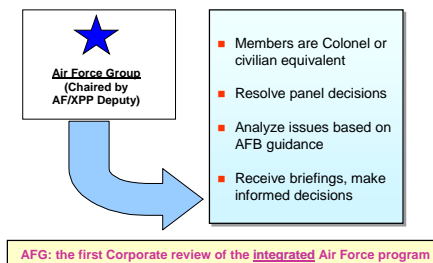 Air Force Group
(Chaired by
AF/XPP Deputy)
Members are Colonel or
civilian equivalent
Resolve panel decisions
Analyze issues based on
AFB guidance
Receive briefings, make
informed decisions
AFG: the first Corporate review of the integrated Air Force program